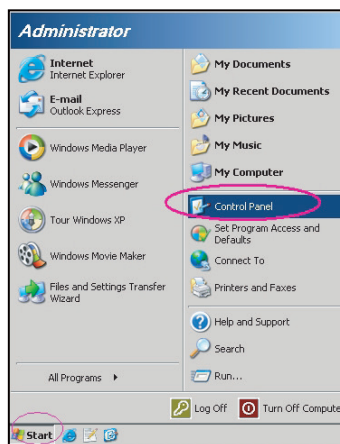 Administrator
Internet
Internet Explorer
E-mail
Outlook Express
Windows Media Player
Windows Messenger
Tour Windows XP
Windows Movie Maker
Files and Settings Transfer
Wizard
All Programs
My Documents
My Recent Documents
My Pictures
My Music
My Computer
Control Panel
Set Program Access and
Defaults
Connect To
Printers and Faxes
Help and Support
Search
Run...
Log Off
Turn Off Compute
Start